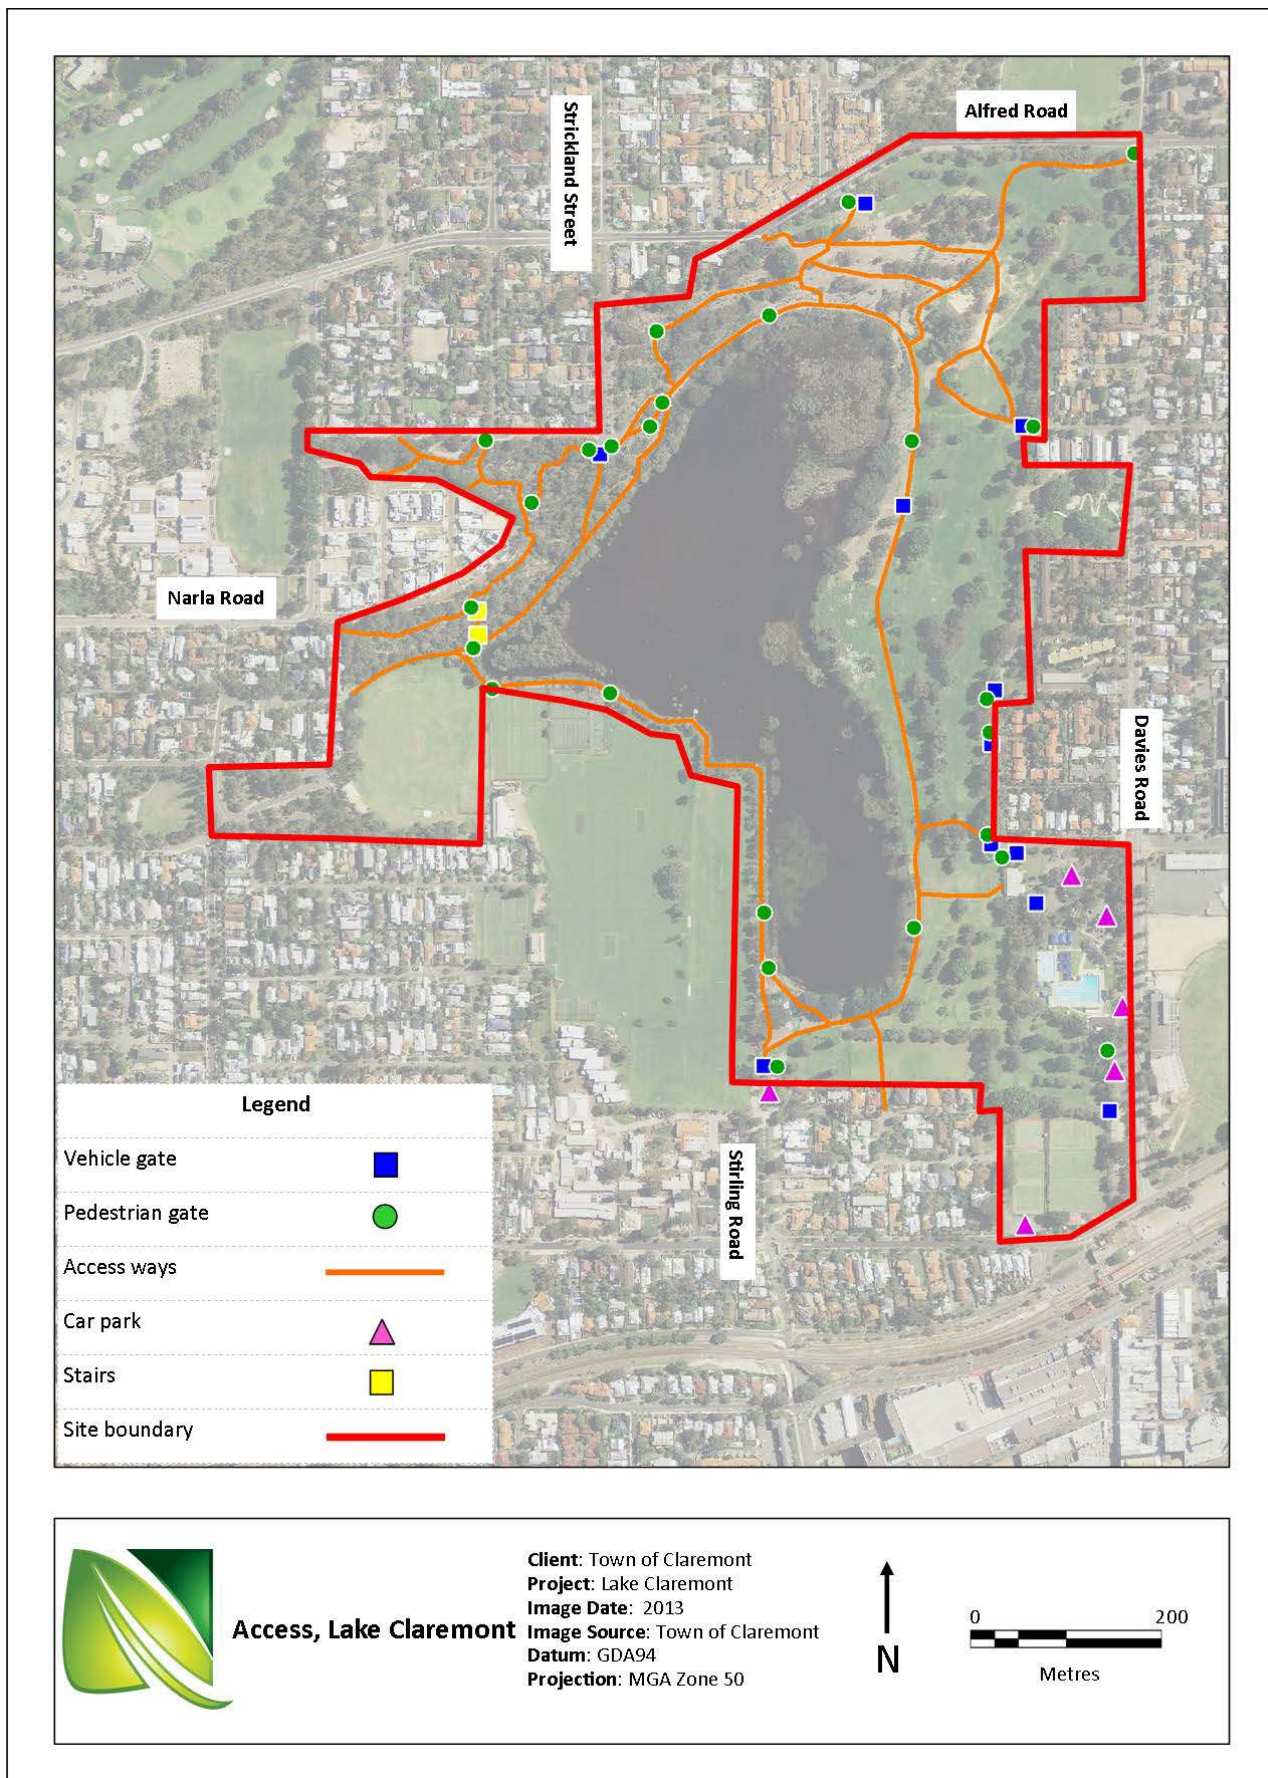 Alfred Road
Strickland Street
Narla Road
Davies Road
Stirling Road
Legend
Vehicle gate
Pedestrian gate
Access ways
Car park
Stairs
Site boundary
Access, Lake Claremont
Client: Town of Claremont
Project: Lake Claremont
Image Date: 2013
Image Source: Town of Claremont
Datum: GDA94
Projection: MGA Zone 50
N
0 200
Metres